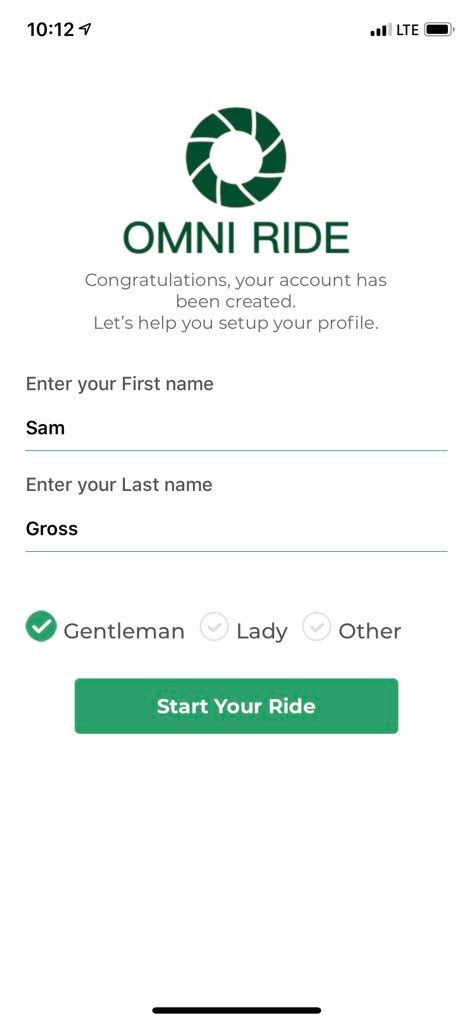 10:12 LTE
OMNI RIDE
Congratulations, your account has
been created.
Let’s help you setup your profile.
Enter your First name
Sam
Enter your Last name
Gross
Gentleman Lady Other
Start Your Ride